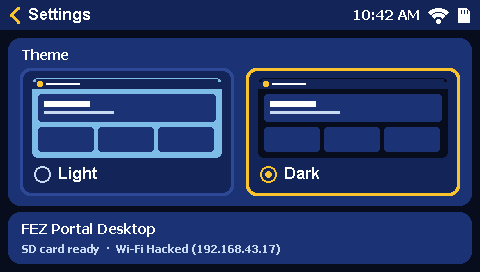 Settings
10:42 AM
Theme
Light
Dark
FEZ Portal Desktop
SD card ready · Wi-Fi Hacked (192.168.43.17)